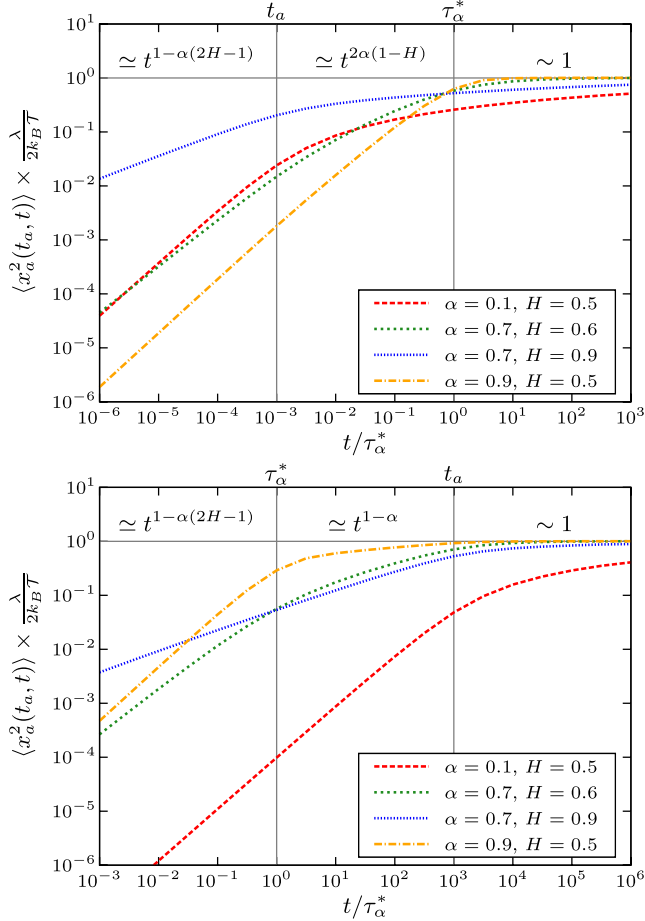 t_a τ_α^*
≃ t^{1−α(2H−1)} ≃ t^{2α(1−H)} ∼ 1
⟨x_a^2(t_a, t)⟩ × λ/(2k_B𝒯)
10^1
10^0
10^{−1}
10^{−2}
10^{−3}
10^{−4}
10^{−5}
10^{−6}
α = 0.1, H = 0.5
α = 0.7, H = 0.6
α = 0.7, H = 0.9
α = 0.9, H = 0.5
10^{−6} 10^{−5} 10^{−4} 10^{−3} 10^{−2} 10^{−1} 10^0 10^1 10^2 10^3
t/τ_α^*
τ_α^* t_a
≃ t^{1−α(2H−1)} ≃ t^{1−α} ∼ 1
⟨x_a^2(t_a, t)⟩ × λ/(2k_B𝒯)
10^1
10^0
10^{−1}
10^{−2}
10^{−3}
10^{−4}
10^{−5}
10^{−6}
α = 0.1, H = 0.5
α = 0.7, H = 0.6
α = 0.7, H = 0.9
α = 0.9, H = 0.5
10^{−3} 10^{−2} 10^{−1} 10^0 10^1 10^2 10^3 10^4 10^5 10^6
t/τ_α^*